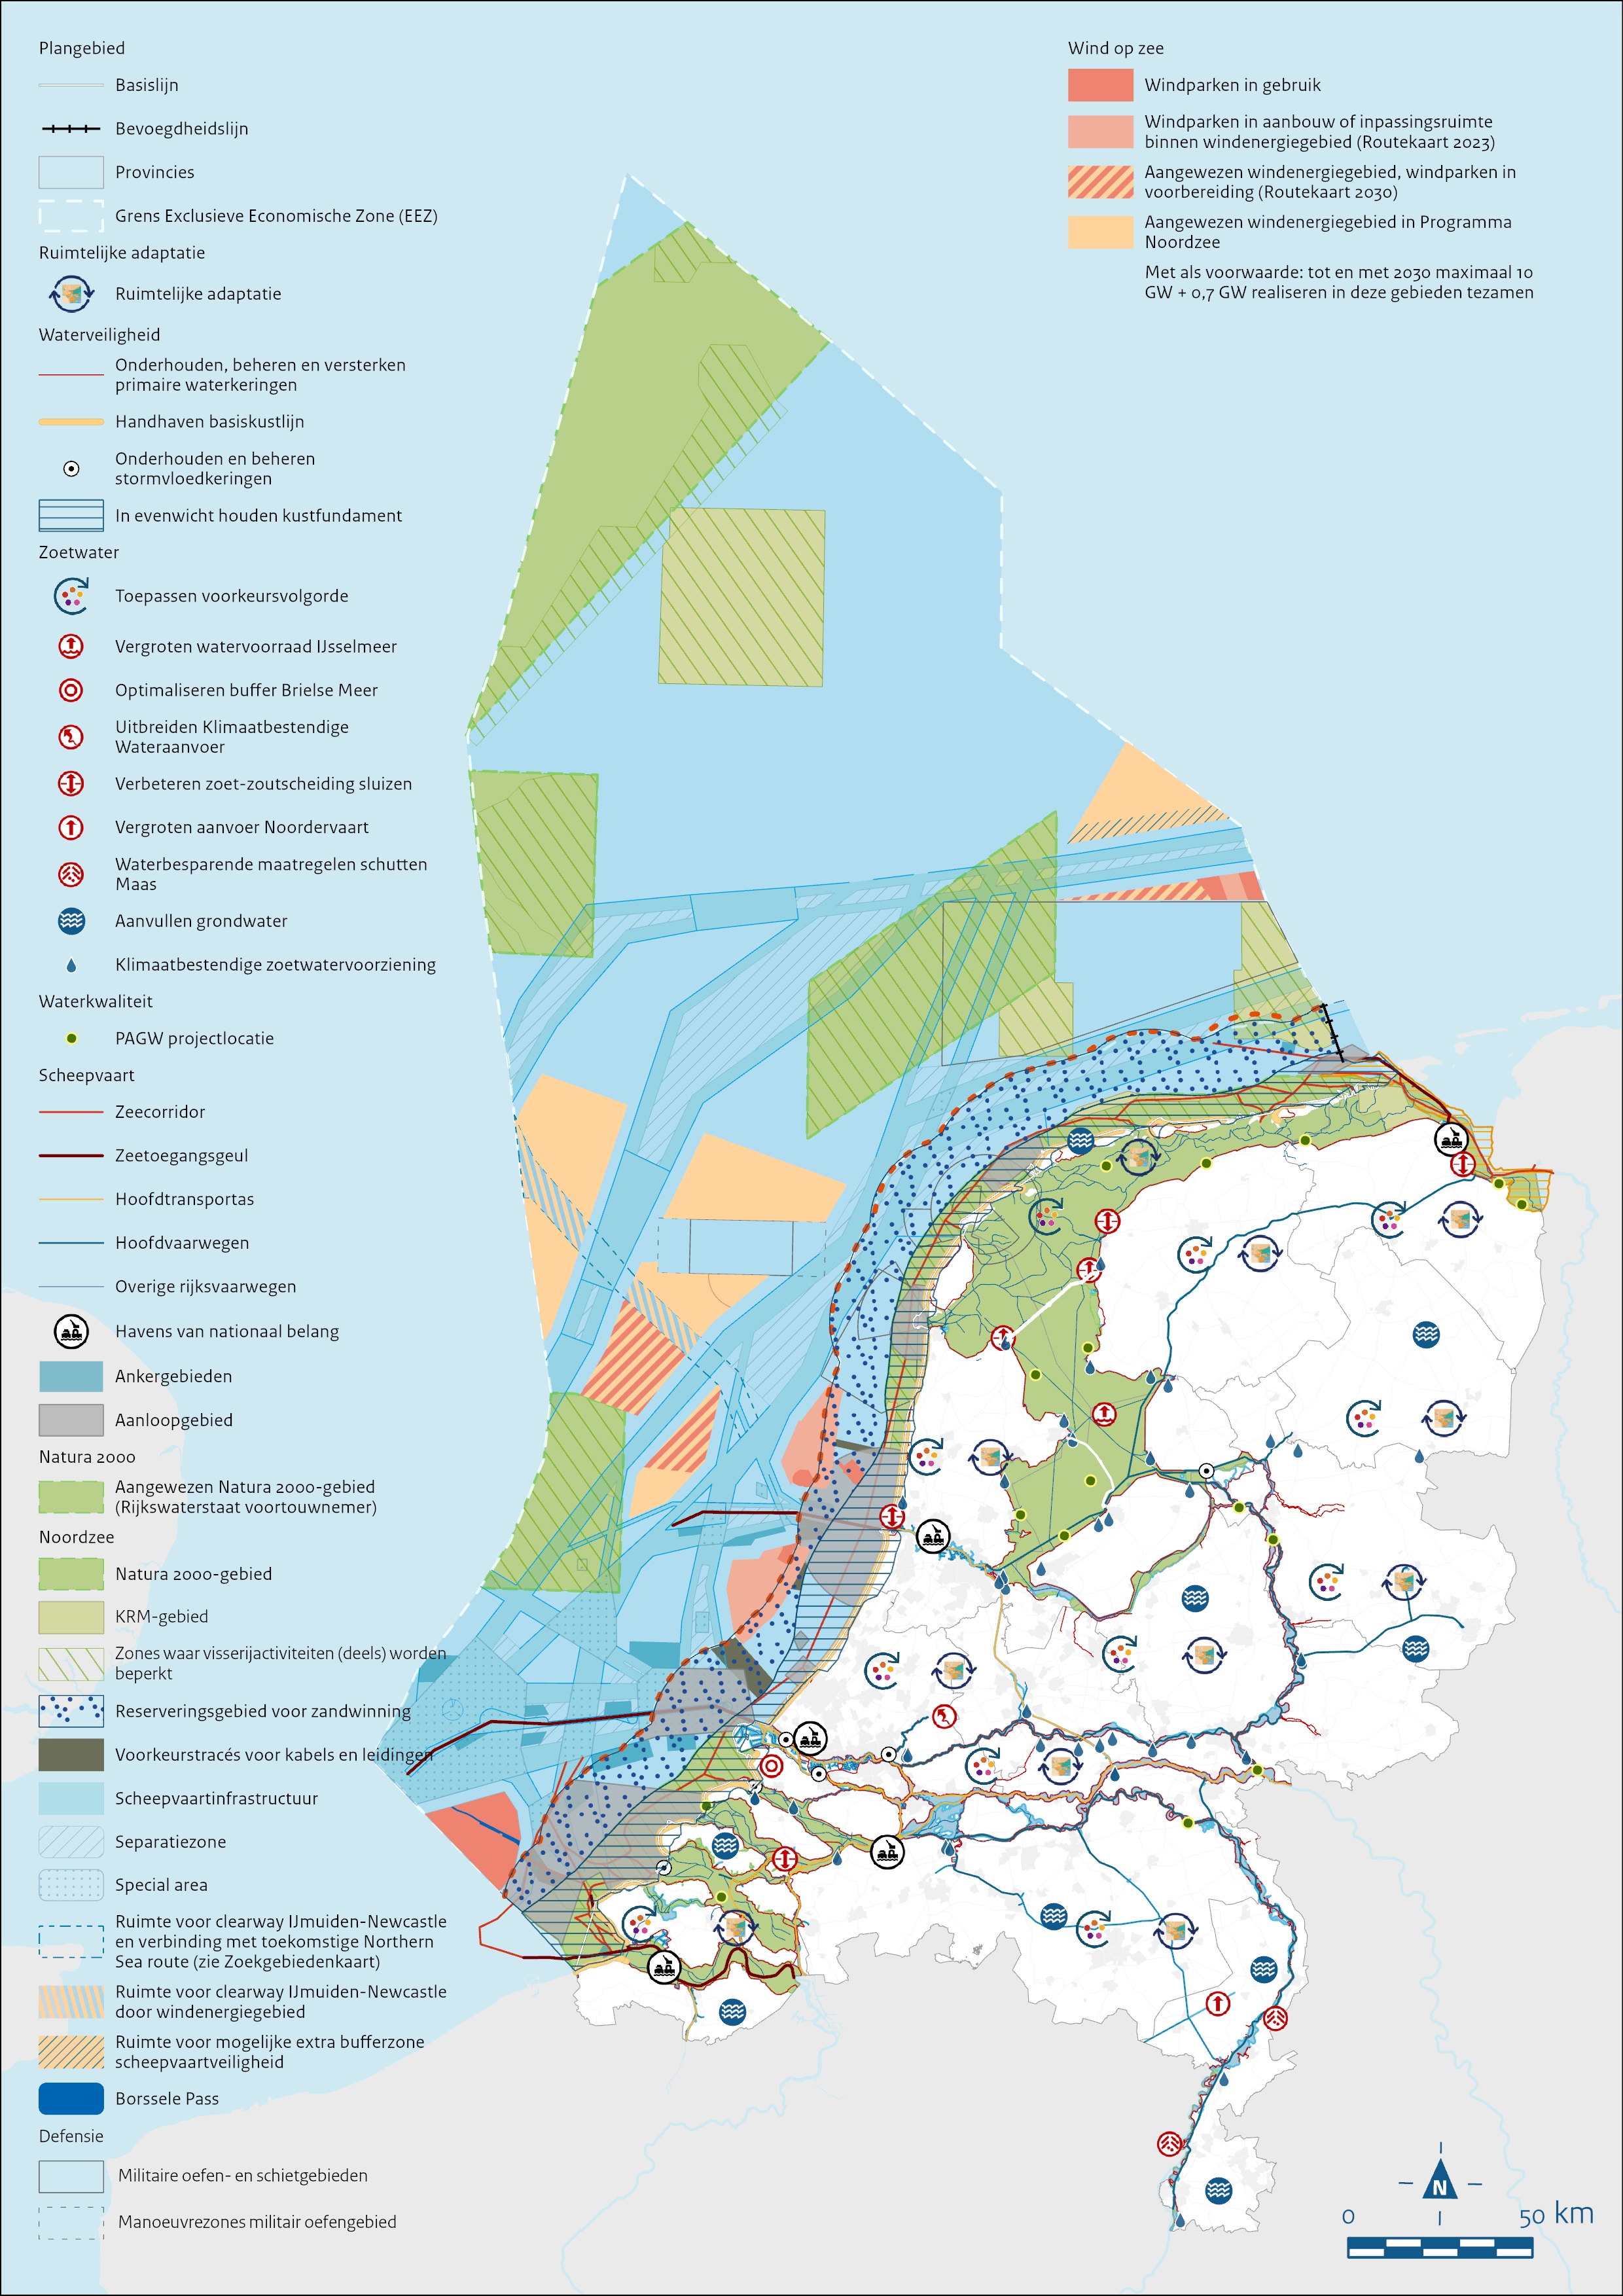 Plangebied
Basislijn
Bevoegdheidslijn
Provincies
Grens Exclusieve Economische Zone (EEZ)
Ruimtelijke adaptatie
Ruimtelijke adaptatie
Waterveiligheid
Onderhouden, beheren en versterken
primaire waterkeringen
Handhaven basiskustlijn
Onderhouden en beheren
stormvloedkeringen
In evenwicht houden kustfundament
Zoetwater
Toepassen voorkeursvolgorde
Vergroten watervoorraad IJsselmeer
Optimaliseren buffer Brielse Meer
Uitbreiden Klimaatbestendige
Wateraanvoer
Verbeteren zoet-zoutscheiding sluizen
Vergroten aanvoer Noordervaart
Waterbesparende maatregelen schutten
Maas
Aanvullen grondwater
Klimaatbestendige zoetwatervoorziening
Waterkwaliteit
PAGW projectlocatie
Scheepvaart
Zeecorridor
Zeetoegangsgeul
Hoofdtransportas
Hoofdvaarwegen
Overige rijksvaarwegen
Havens van nationaal belang
Ankergebieden
Aanloopgebied
Natura 2000
Aangewezen Natura 2000-gebied
(Rijkswaterstaat voortouwnemer)
Noordzee
Natura 2000-gebied
KRM-gebied
Zones waar visserijactiviteiten (deels) worden
beperkt
Reserveringsgebied voor zandwinning
Voorkeurstracés voor kabels en leidingen
Scheepvaartinfrastructuur
Separatiezone
Special area
Ruimte voor clearway IJmuiden-Newcastle
en verbinding met toekomstige Northern
Sea route (zie Zoekgebiedenkaart)
Ruimte voor clearway IJmuiden-Newcastle
door windenergiegebied
Ruimte voor mogelijke extra bufferzone
scheepvaartveiligheid
Borssele Pass
Defensie
Militaire oefen- en schietgebieden
Manoeuvrezones militair oefengebied
Wind op zee
Windparken in gebruik
Windparken in aanbouw of inpassingsruimte
binnen windenergiegebied (Routekaart 2023)
Aangewezen windenergiegebied, windparken in
voorbereiding (Routekaart 2030)
Aangewezen windenergiegebied in Programma
Noordzee
Met als voorwaarde: tot en met 2030 maximaal 10
GW + 0,7 GW realiseren in deze gebieden tezamen
N
0 50 km